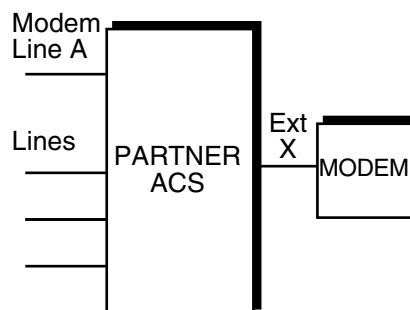 Modem
Line A
Lines
PARTNER
ACS
Ext
X
MODEM